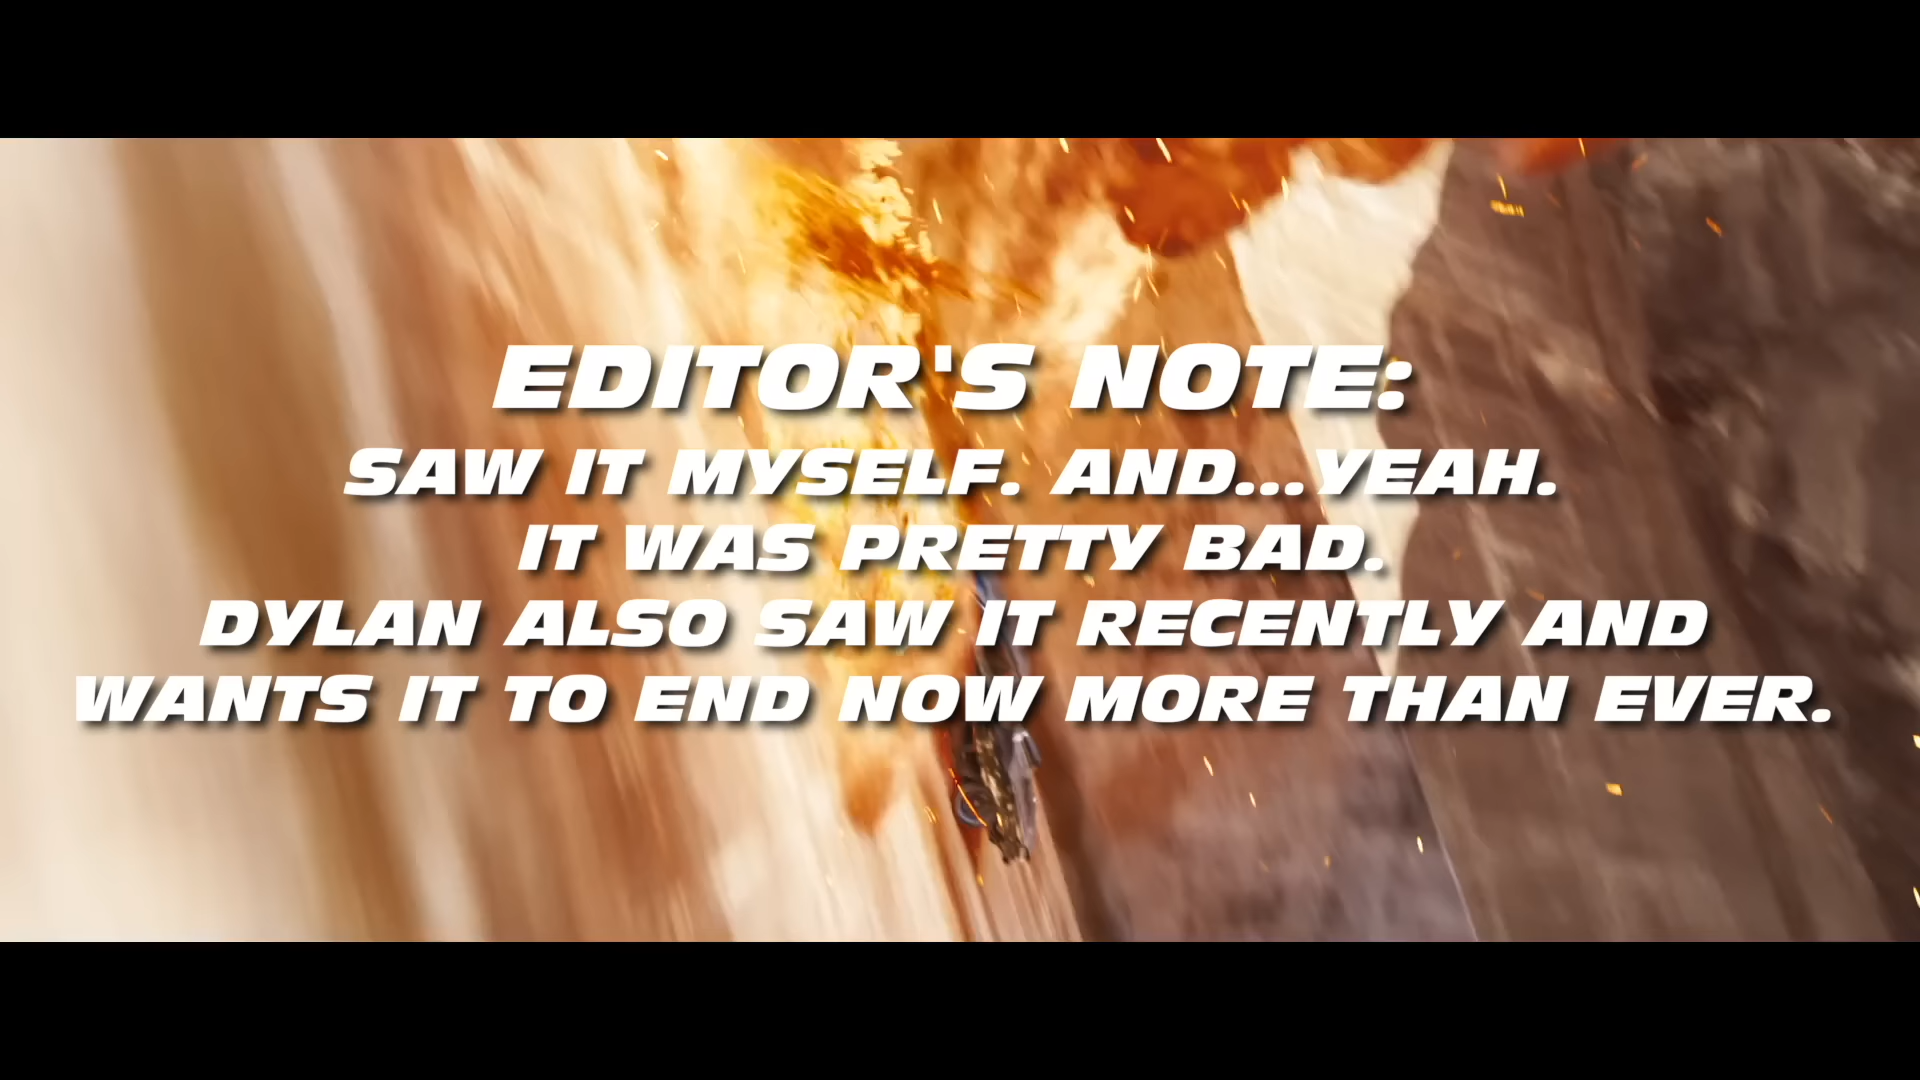 EDITOR'S NOTE:
SAW IT MYSELF. AND...YEAH.
IT WAS PRETTY BAD.
DYLAN ALSO SAW IT RECENTLY AND
WANTS IT TO END NOW MORE THAN EVER.